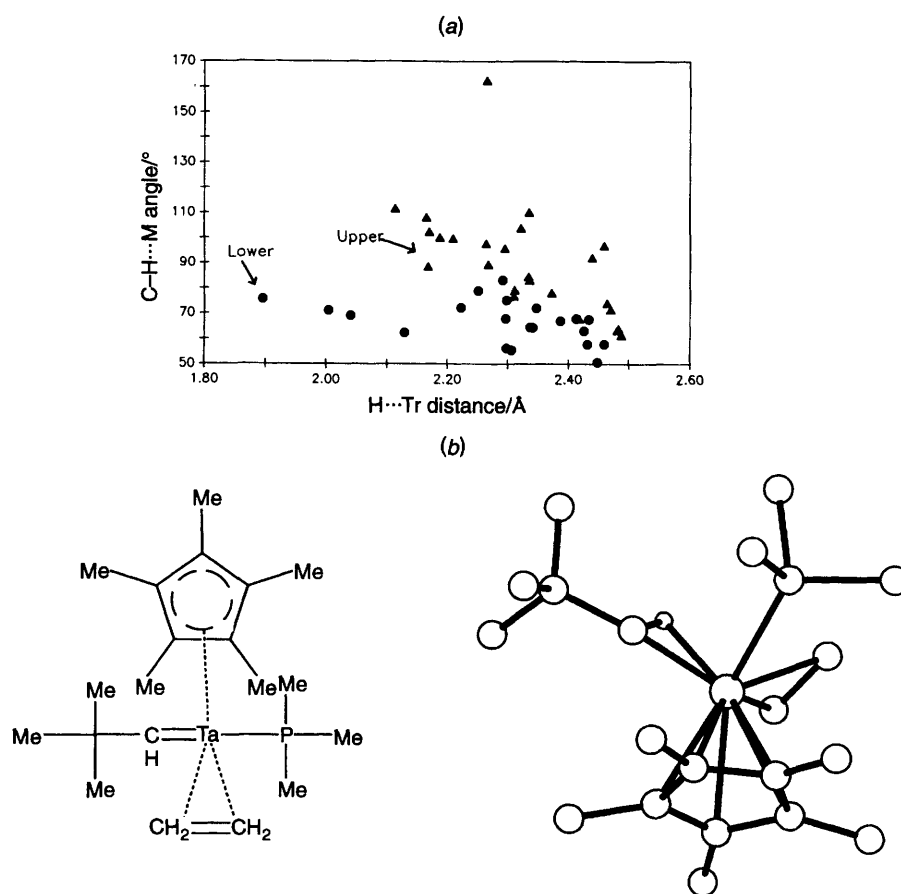 (a)
170
150
130
110
90
70
50
C–H···M angle/°
Lower
Upper
1.80
2.00
2.20
2.40
2.60
H···Tr distance/Å
(b)
Me
Me
Me
Me
Me
Me
Me
Me
C
H
Ta
P
Me
Me
Me
CH₂
CH₂